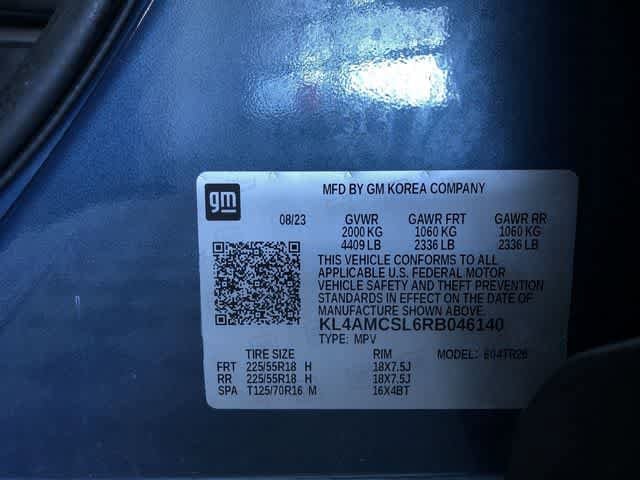 gm
MFD BY GM KOREA COMPANY
08/23 GVWR GAWR FRT GAWR RR
2000 KG 1060 KG 1060 KG
4409 LB 2336 LB 2336 LB
THIS VEHICLE CONFORMS TO ALL
APPLICABLE U.S. FEDERAL MOTOR
VEHICLE SAFETY AND THEFT PREVENTION
STANDARDS IN EFFECT ON THE DATE OF
MANUFACTURE SHOWN ABOVE.
KL4AMCSL6RB046140
TYPE: MPV
TIRE SIZE RIM MODEL:
FRT 225/55R18 H 18X7.5J
RR 225/55R18 H 18X7.5J
SPA T125/70R16 M 16X4BT